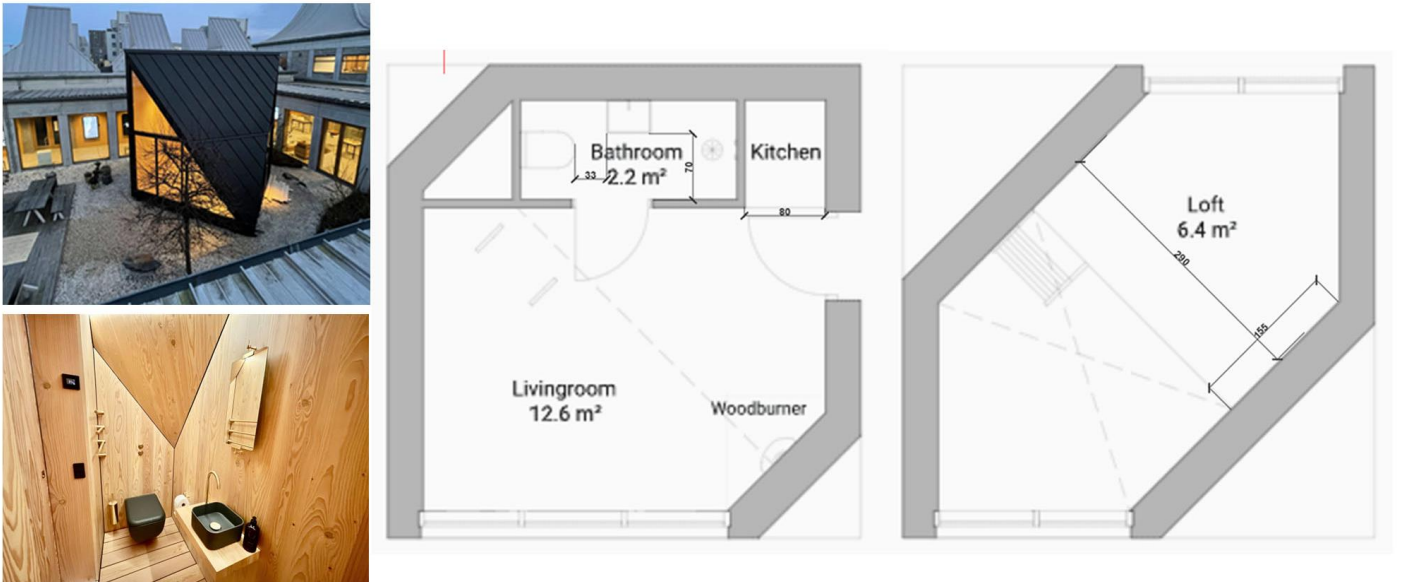 Bathroom
2.2 m²
33
70
Kitchen
80
Livingroom
12.6 m²
Woodburner
Loft
6.4 m²
290
155